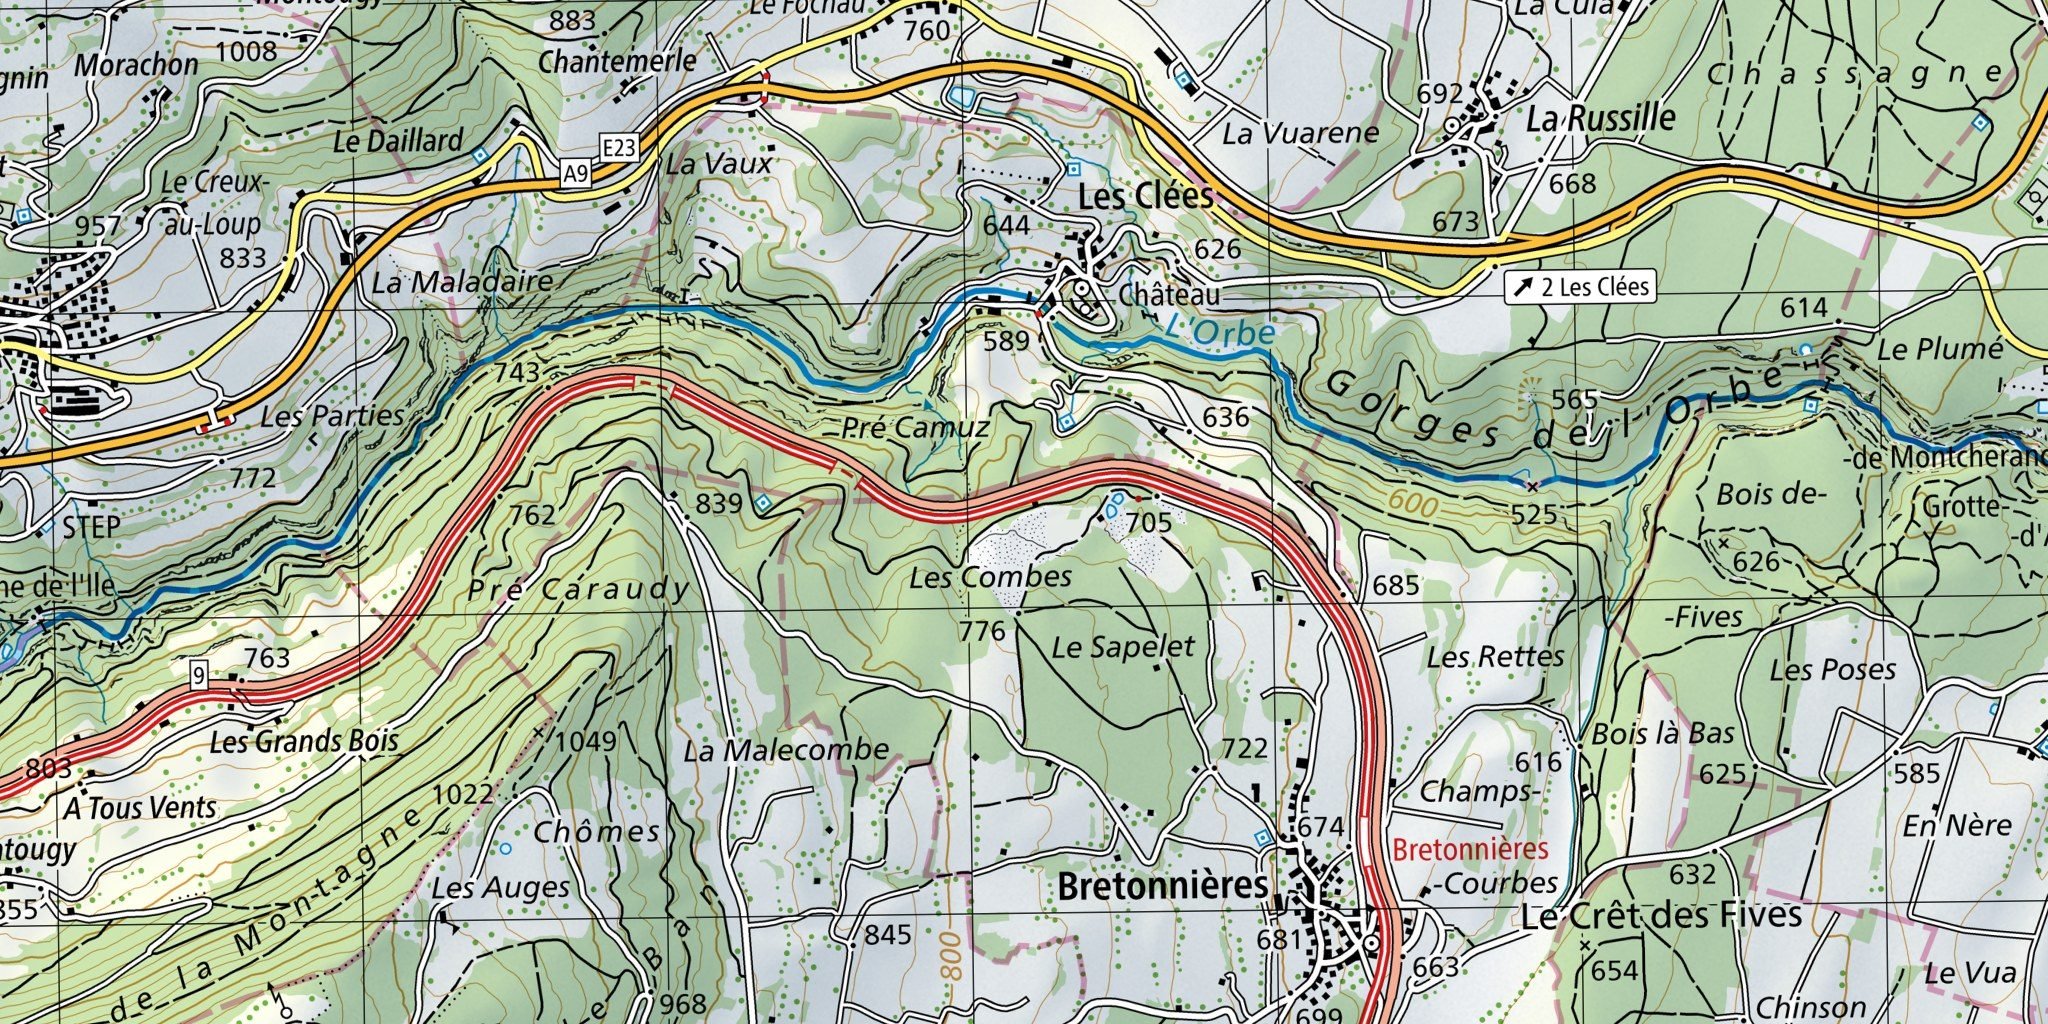 Le Fochau
883
760
La Cula
1008
Morachon
Chantemerle
Chassagne
692
La Russille
La Vuarene
Le Daillard
E23
A9
La Vaux
668
Le Creux-
au-Loup
957
833
Les Clées
644
626
673
La Maladaire
Château
2 Les Clées
614
L'Orbe
589
Le Plumé
743
Gorges de l'Orbe
565
Les Parties
Pré Camuz
636
772
-de Montcheran
STEP
762
839
600
525
Bois de-
-Fives
626
Grotte-
705
Pré Caraudy
Les Combes
685
776
763
9
Le Sapelet
Les Rettes
Les Poses
Les Grands Bois
1049
La Malecombe
722
616
Bois là Bas
625
585
803
A Tous Vents
1022
Chômes
Champs-
-Courbes
674
Bretonnières
En Nère
Les Auges
Bretonnières
632
855
Le Crêt des Fives
de la Montagne
845
800
681
663
654
Le Vua
968
Chinson
699